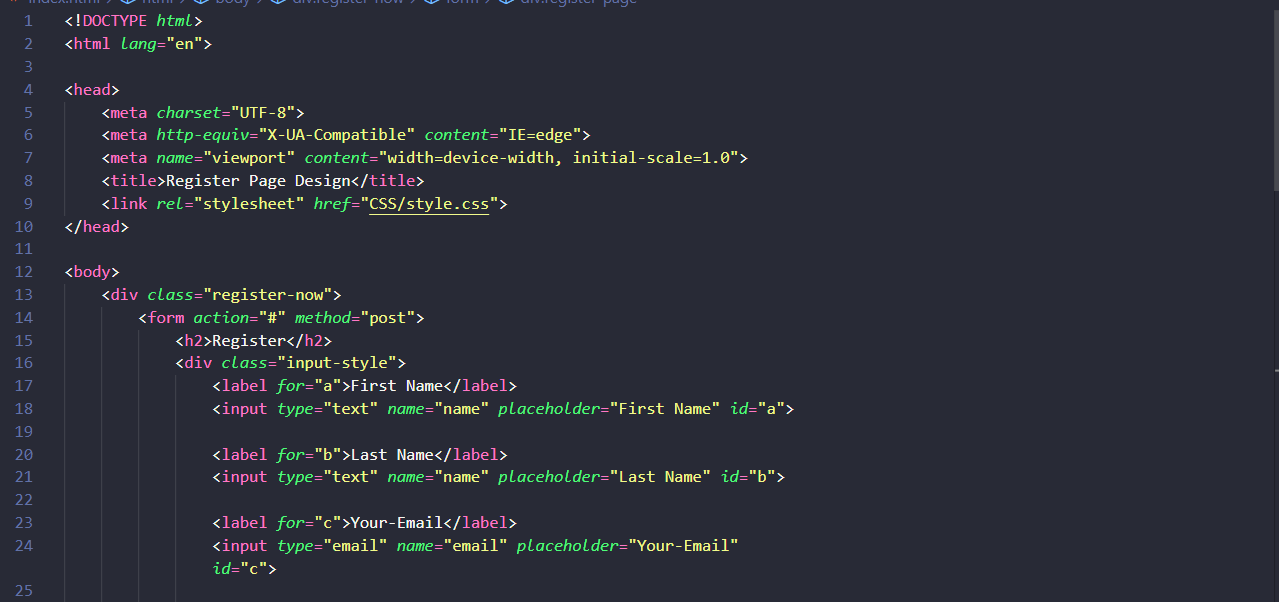 index.html > html > body > div.register-now > form > div.register-page
1 <!DOCTYPE html>
2 <html lang="en">
3
4 <head>
5 <meta charset="UTF-8">
6 <meta http-equiv="X-UA-Compatible" content="IE=edge">
7 <meta name="viewport" content="width=device-width, initial-scale=1.0">
8 <title>Register Page Design</title>
9 <link rel="stylesheet" href="CSS/style.css">
10 </head>
11
12 <body>
13 <div class="register-now">
14 <form action="#" method="post">
15 <h2>Register</h2>
16 <div class="input-style">
17 <label for="a">First Name</label>
18 <input type="text" name="name" placeholder="First Name" id="a">
19
20 <label for="b">Last Name</label>
21 <input type="text" name="name" placeholder="Last Name" id="b">
22
23 <label for="c">Your-Email</label>
24 <input type="email" name="email" placeholder="Your-Email"
id="c">
25